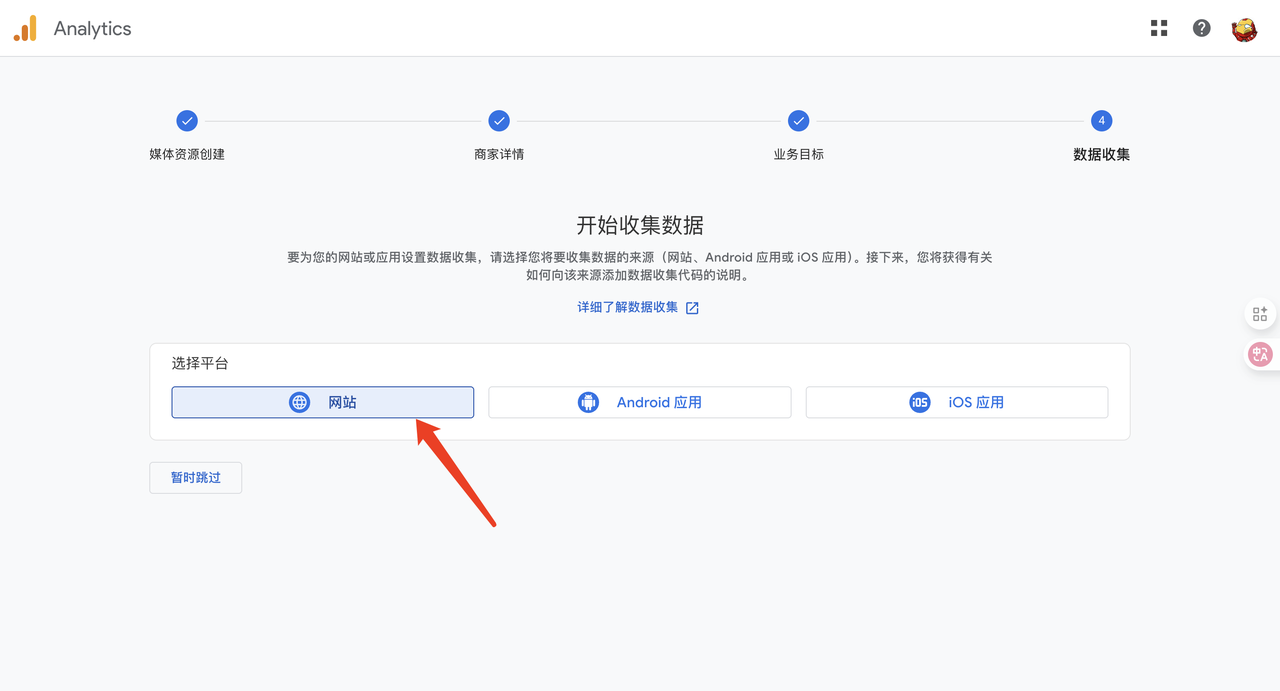 Analytics
4
媒体资源创建
商家详情
业务目标
数据收集
开始收集数据
要为您的网站或应用设置数据收集，请选择您将要收集数据的来源（网站、Android 应用或 iOS 应用）。接下来，您将获得有关
如何向该来源添加数据收集代码的说明。
详细了解数据收集
选择平台
网站
Android 应用
iOS
iOS 应用
暂时跳过